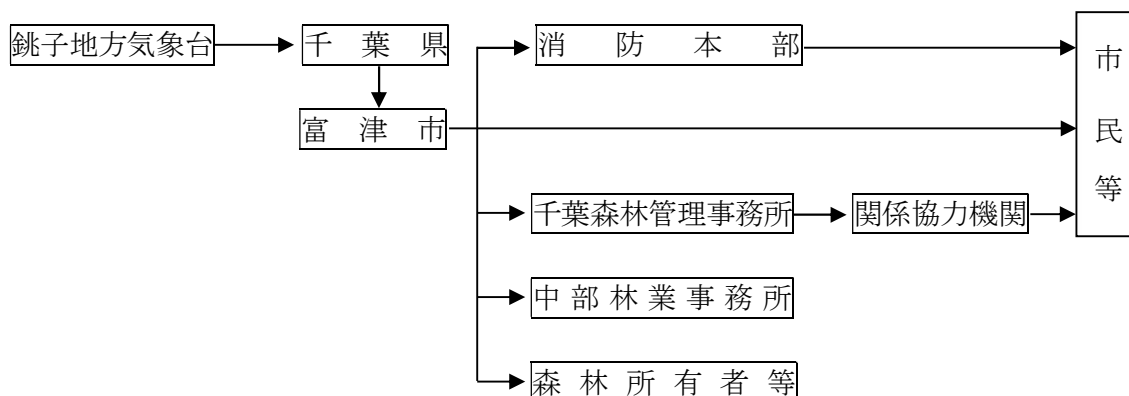 銚子地方気象台
千葉県
消防本部
市民等
富津市
千葉森林管理事務所
関係協力機関
中部林業事務所
森林所有者等